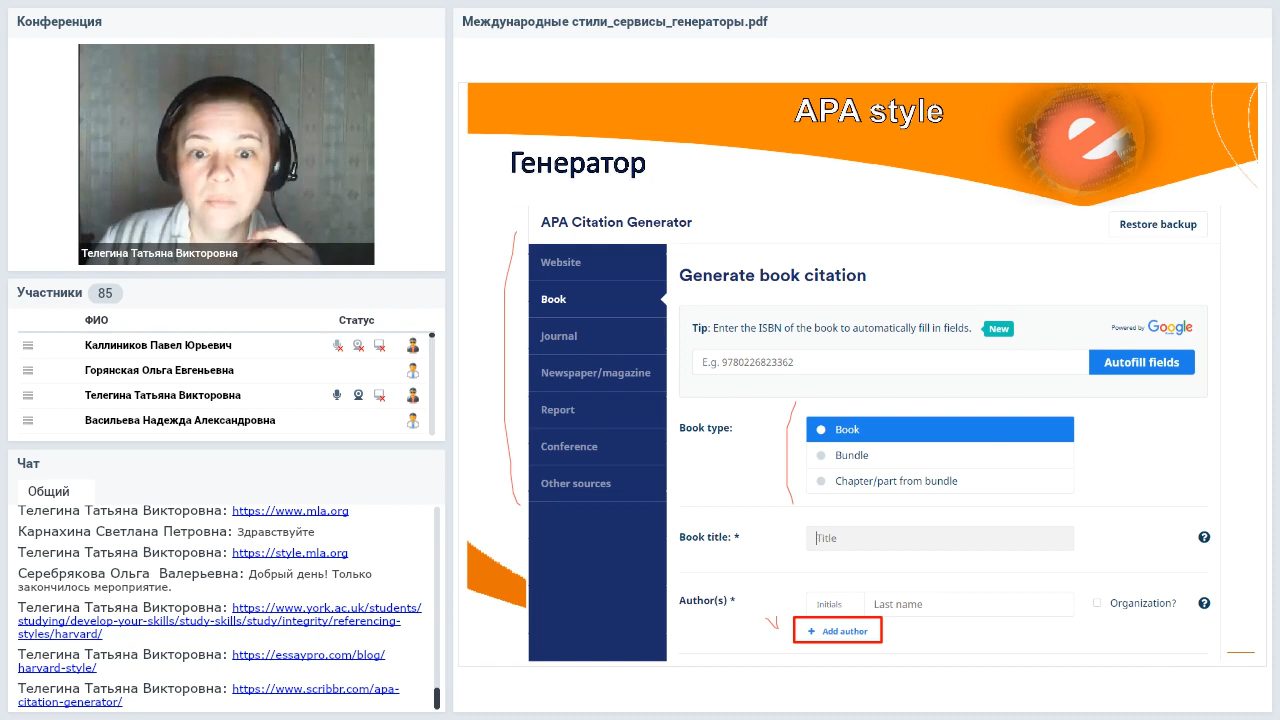 Конференция
Телегина Татьяна Викторовна
Участники 85
ФИО Статус
Каллиников Павел Юрьевич
Горянская Ольга Евгеньевна
Телегина Татьяна Викторовна
Васильева Надежда Александровна
Чат
Общий
Телегина Татьяна Викторовна: https://www.mla.org
Карнахина Светлана Петровна: Здравствуйте
Телегина Татьяна Викторовна: https://style.mla.org
Серебрякова Ольга Валерьевна: Добрый день! Только
закончилось мероприятие.
Телегина Татьяна Викторовна: https://www.york.ac.uk/students/
studying/develop-your-skills/study-skills/study/integrity/referencing-
styles/harvard/
Телегина Татьяна Викторовна: https://essaypro.com/blog/
harvard-style/
Телегина Татьяна Викторовна: https://www.scribbr.com/apa-
citation-generator/
Международные стили_сервисы_генераторы.pdf
APA style
Генератор
APA Citation Generator
Restore backup
Website
Book
Journal
Newspaper/magazine
Report
Conference
Other sources
Generate book citation
Tip: Enter the ISBN of the book to automatically fill in fields. New
Powered by Google
E.g. 9780226823362
Autofill fields
Book type:
Book
Bundle
Chapter/part from bundle
Book title: *
Title
Author(s) *
Initials Last name
Organization?
+ Add author